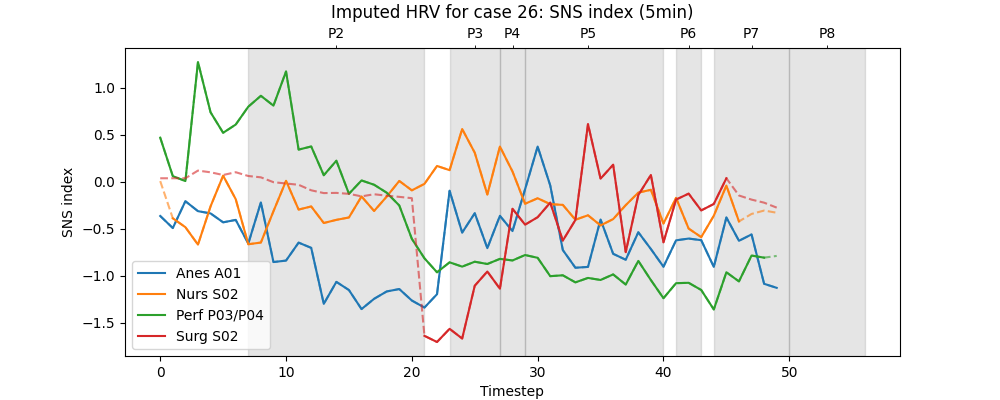 Imputed HRV for case 26: SNS index (5min)
P2 P3 P4 P5 P6 P7 P8
SNS index
1.0
0.5
0.0
−0.5
−1.0
−1.5
Anes A01
Nurs S02
Perf P03/P04
Surg S02
0 10 20 30 40 50
Timestep